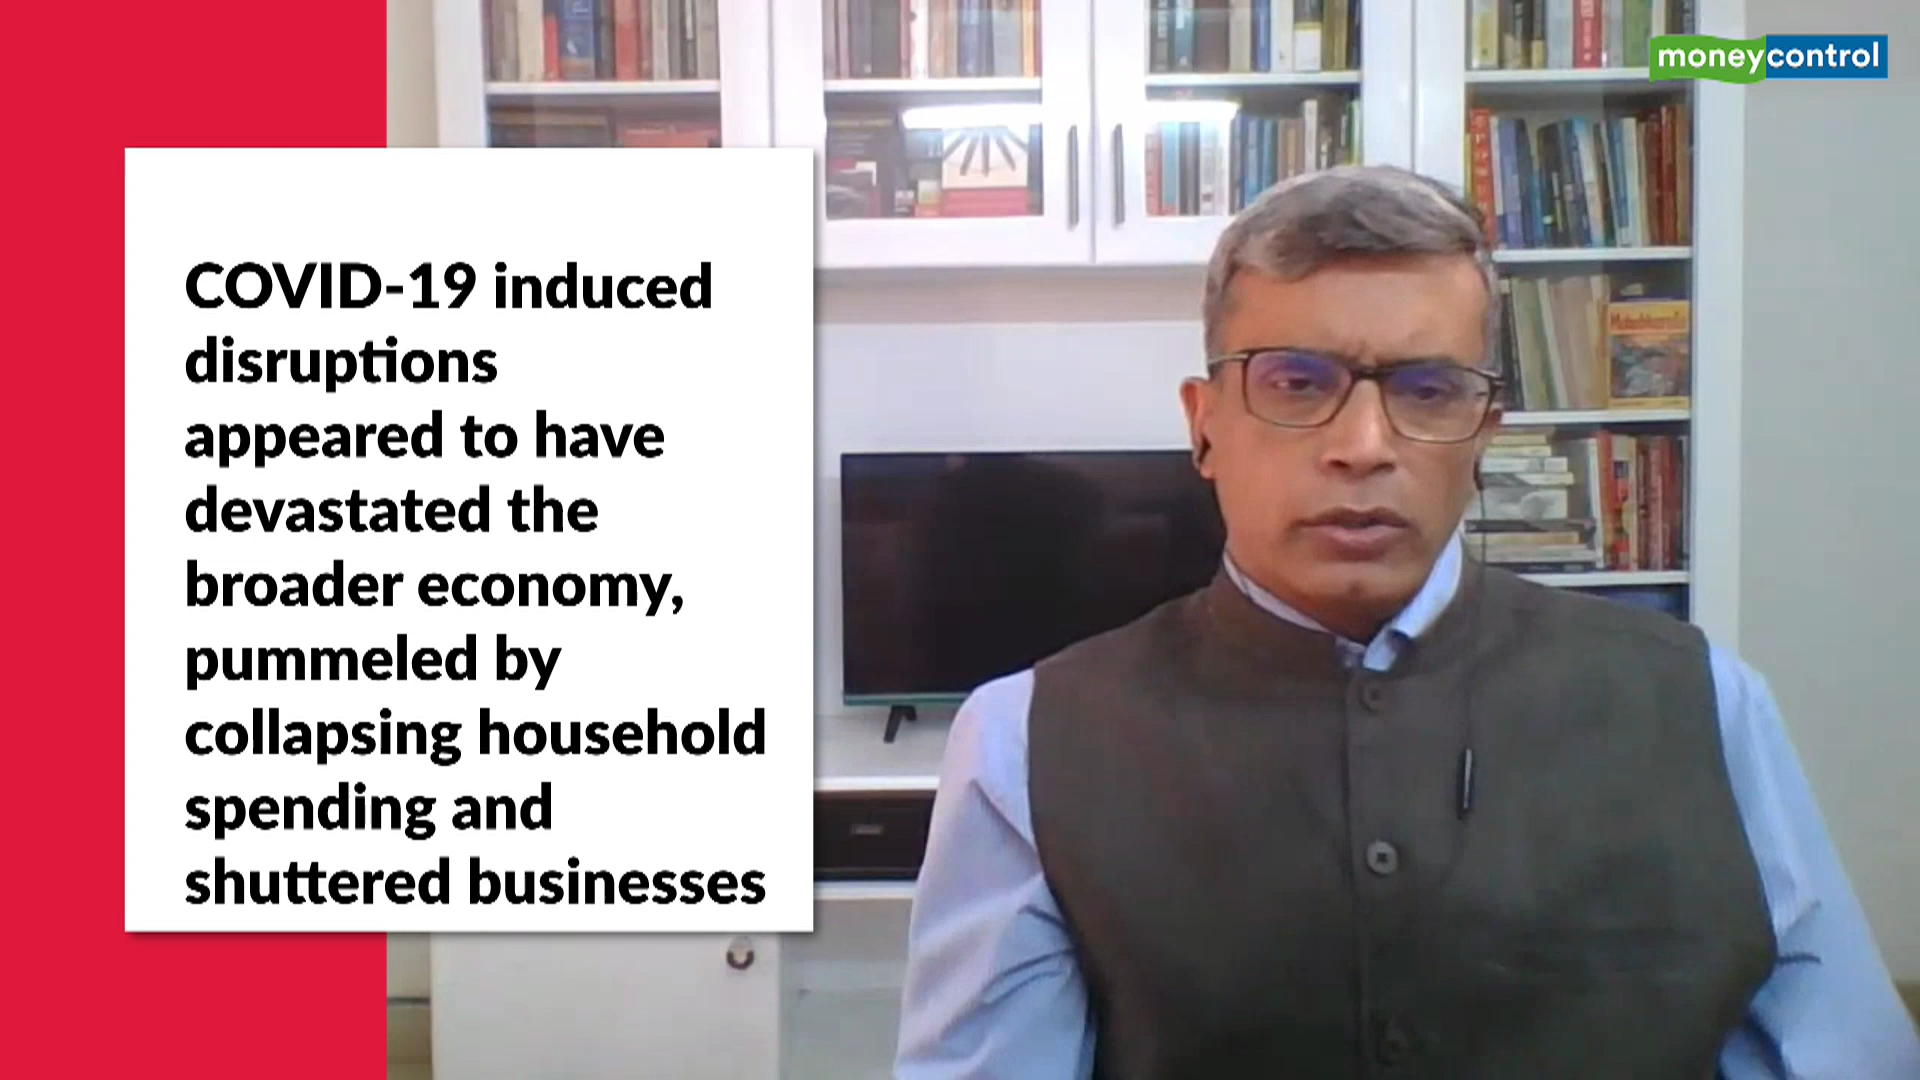 moneycontrol
COVID-19 induced
disruptions
appeared to have
devastated the
broader economy,
pummeled by
collapsing household
spending and
shuttered businesses